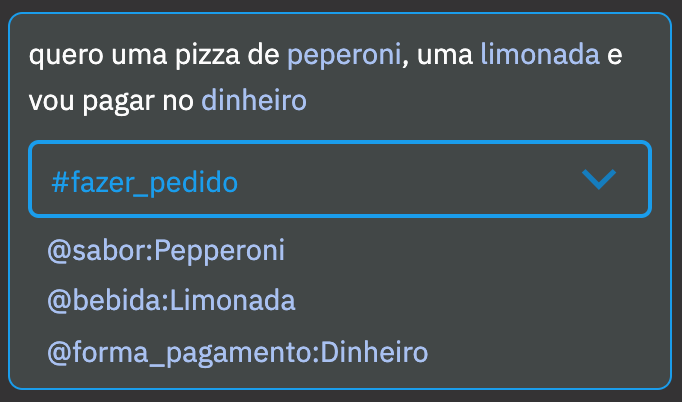 quero uma pizza de peperoni, uma limonada e
vou pagar no dinheiro
#fazer_pedido
@sabor:Pepperoni
@bebida:Limonada
@forma_pagamento:Dinheiro